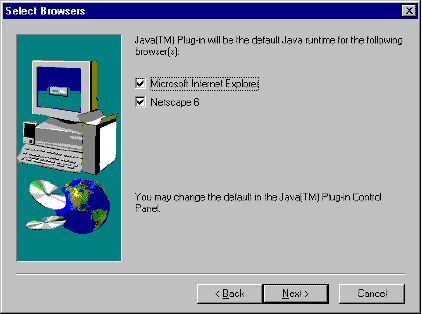 Select Browsers
Java(TM) Plug-in will be the default Java runtime for the following
browser(s):
Microsoft Internet Explorer
Netscape 6
You may change the default in the Java(TM) Plug-in Control
Panel.
< Back
Next >
Cancel